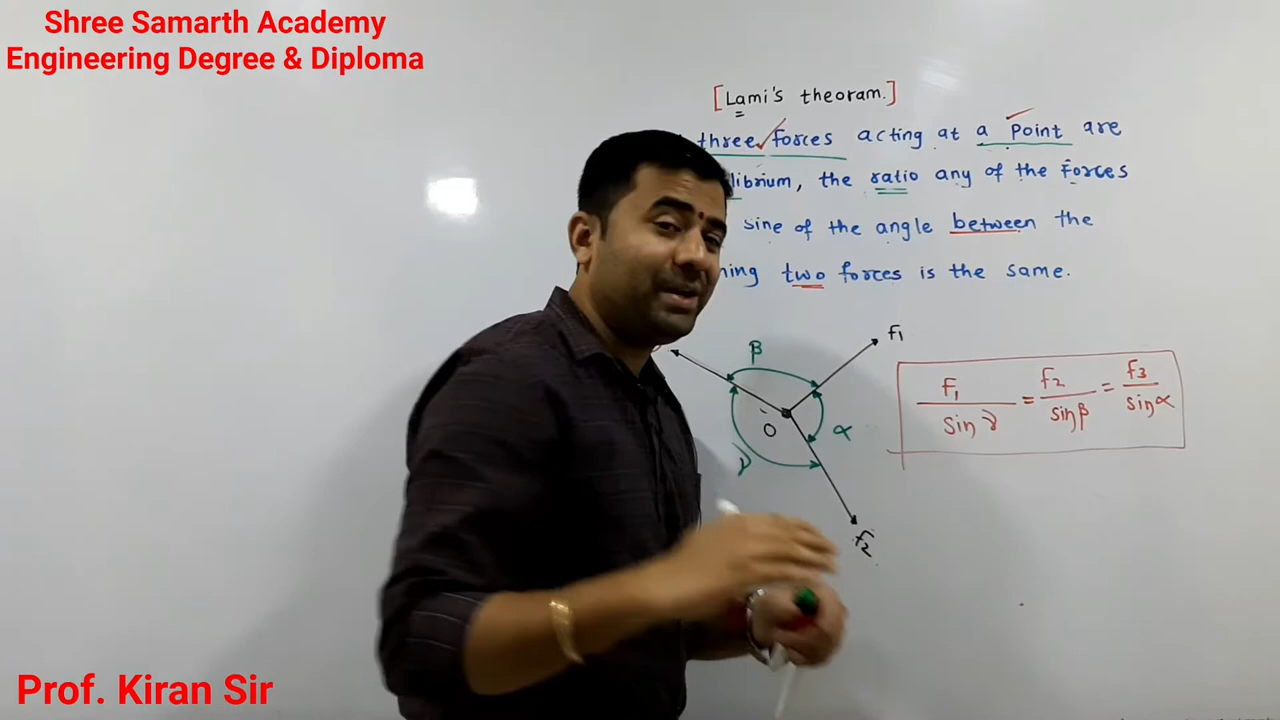 Shree Samarth Academy
Engineering Degree & Diploma
[Lami's theoram.]
three forces acting at a Point are
librium, the ratio any of the forces
sine of the angle between the
ning two forces is the same.
β
f1
O
α
γ
f2
F1 / sin γ = f2 / sin β = f3 / sin α
Prof. Kiran Sir